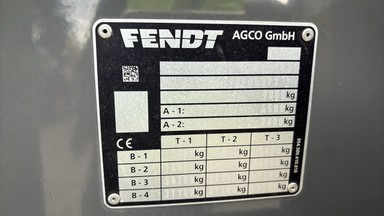 FENDT AGCO GmbH
kg
A - 1: kg
A - 2: kg
CE T - 1 T - 2 T - 3
B - 1 kg kg kg
B - 2 kg kg kg
B - 3 kg kg kg
B - 4 kg kg kg